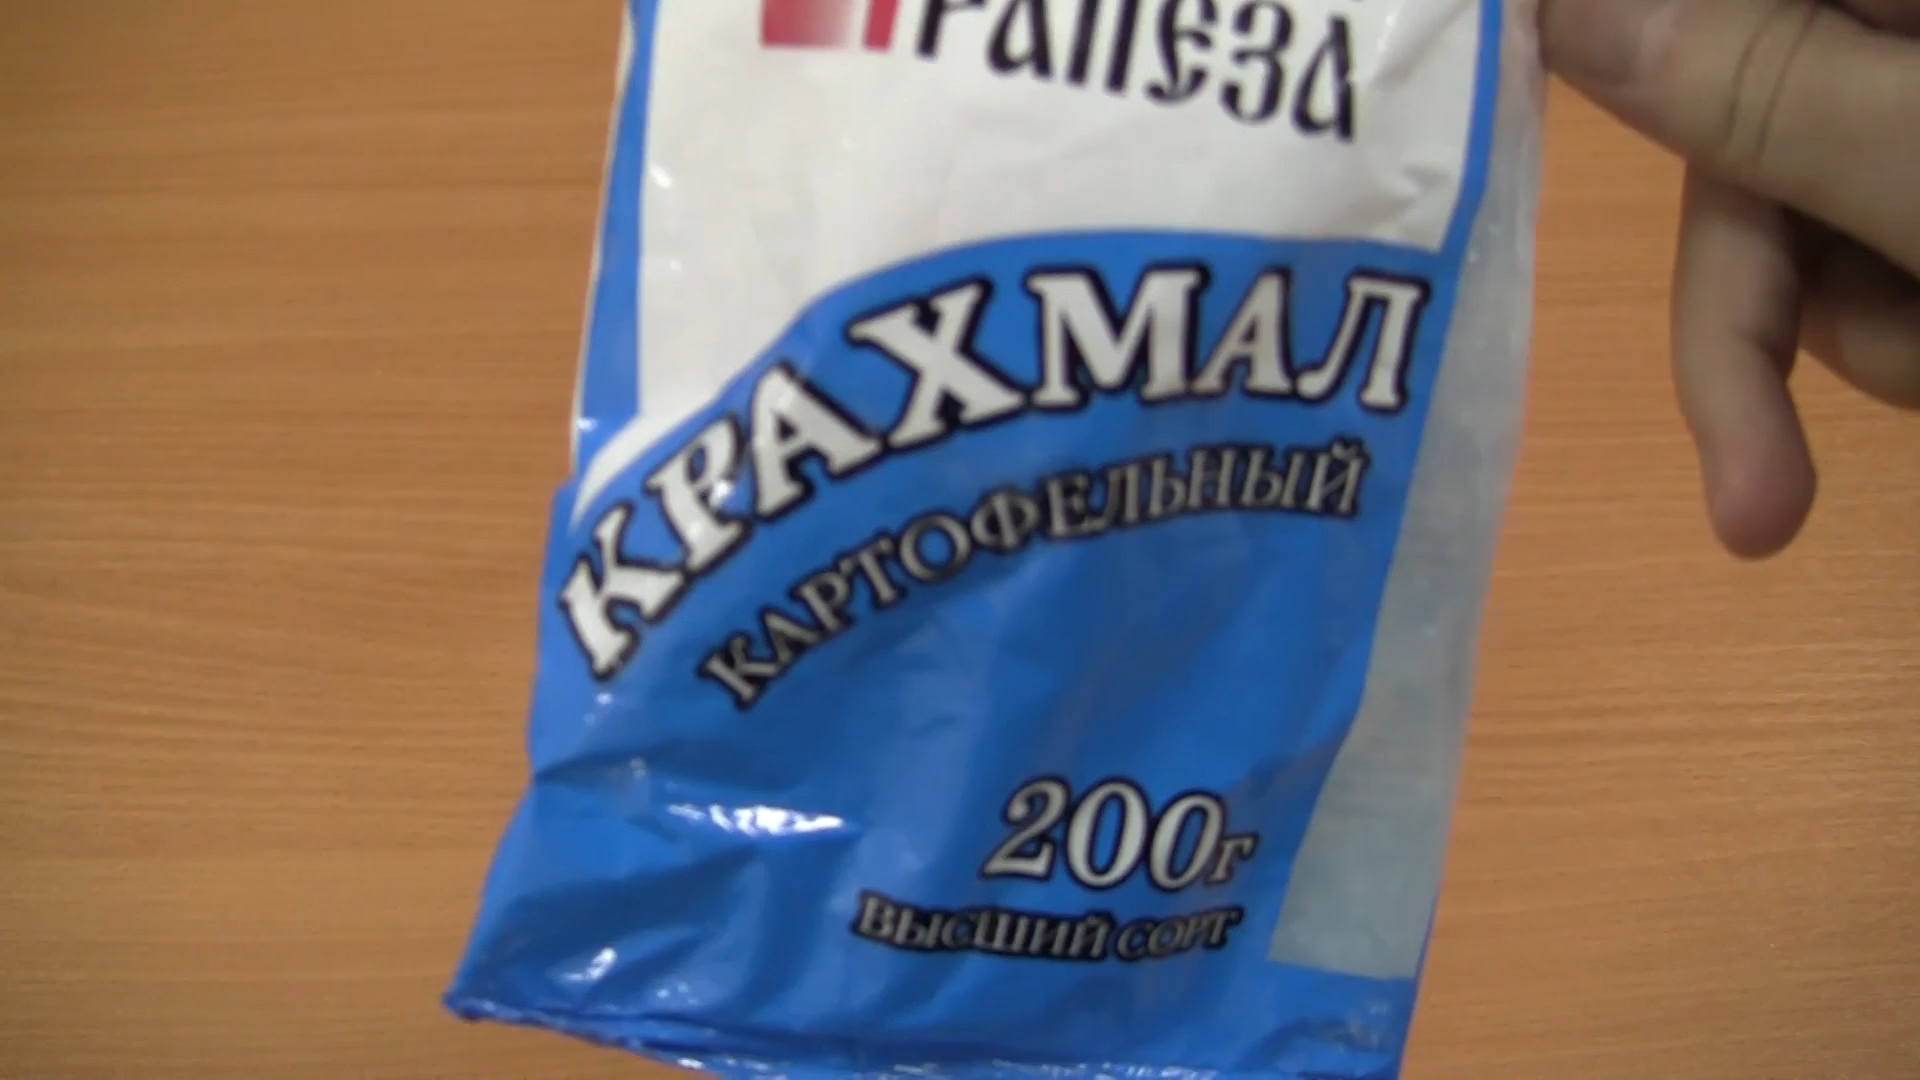 Трапеза
КРАХМАЛ
КАРТОФЕЛЬНЫЙ
200г
ВЫСШИЙ СОРТ